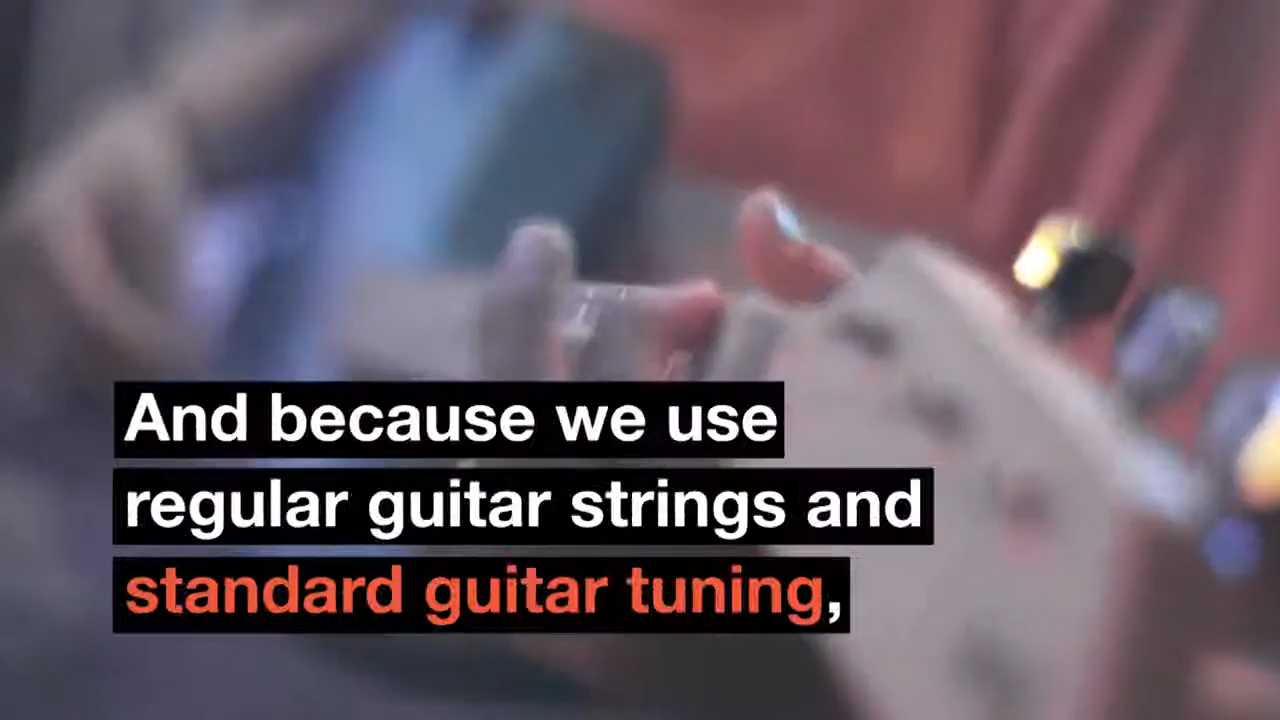 And because we use
regular guitar strings and
standard guitar tuning,